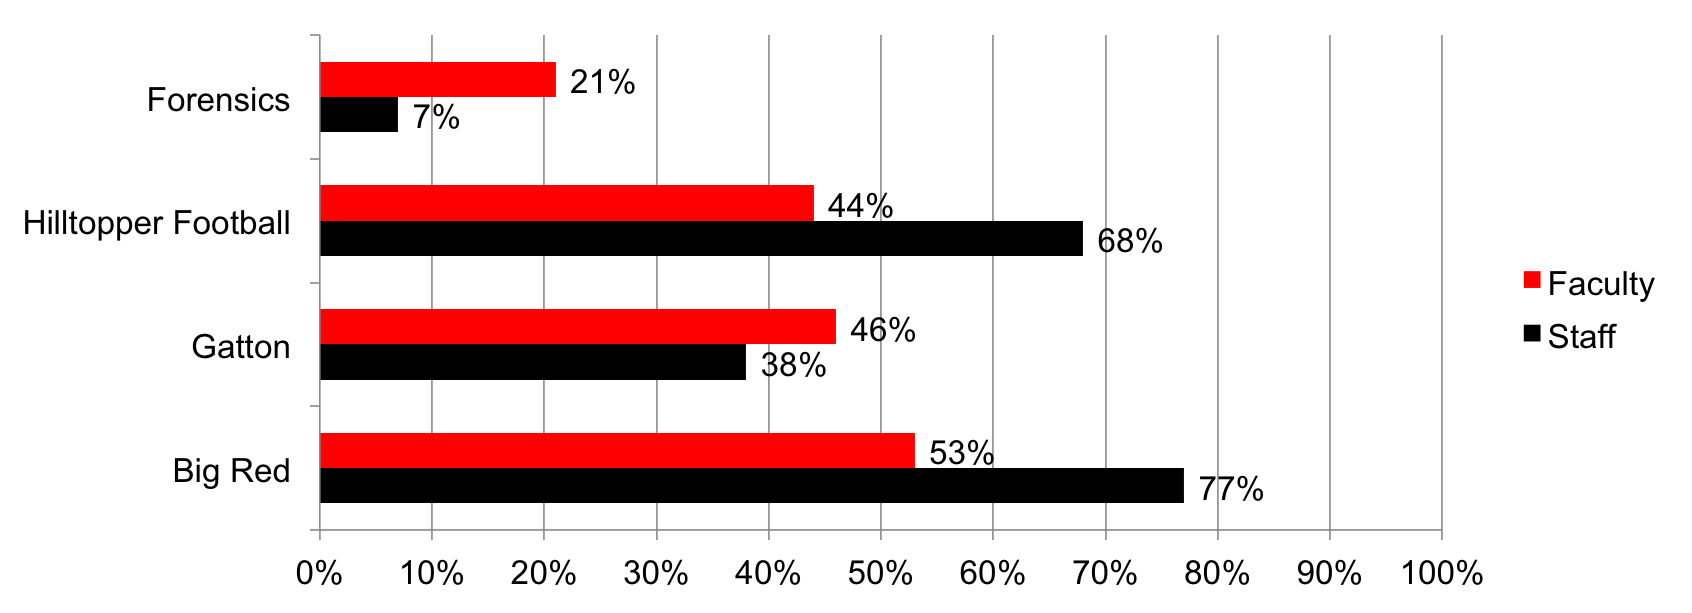 Forensics
21%
7%
Hilltopper Football
44%
68%
Gatton
46%
38%
Big Red
53%
77%
0% 10% 20% 30% 40% 50% 60% 70% 80% 90% 100%
Faculty
Staff